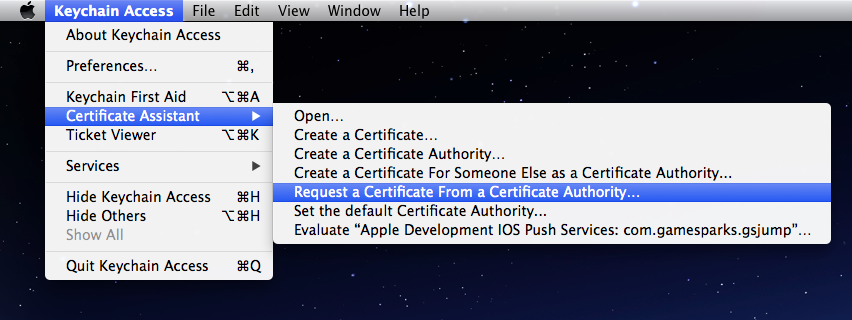 Keychain Access File Edit View Window Help
About Keychain Access
Preferences... ⌘,
Keychain First Aid ⌥⌘A
Certificate Assistant ▶
Ticket Viewer ⌥⌘K
Services ▶
Hide Keychain Access ⌘H
Hide Others ⌥⌘H
Show All
Quit Keychain Access ⌘Q
Open...
Create a Certificate...
Create a Certificate Authority...
Create a Certificate For Someone Else as a Certificate Authority...
Request a Certificate From a Certificate Authority...
Set the default Certificate Authority...
Evaluate “Apple Development IOS Push Services: com.gamesparks.gsjump”...